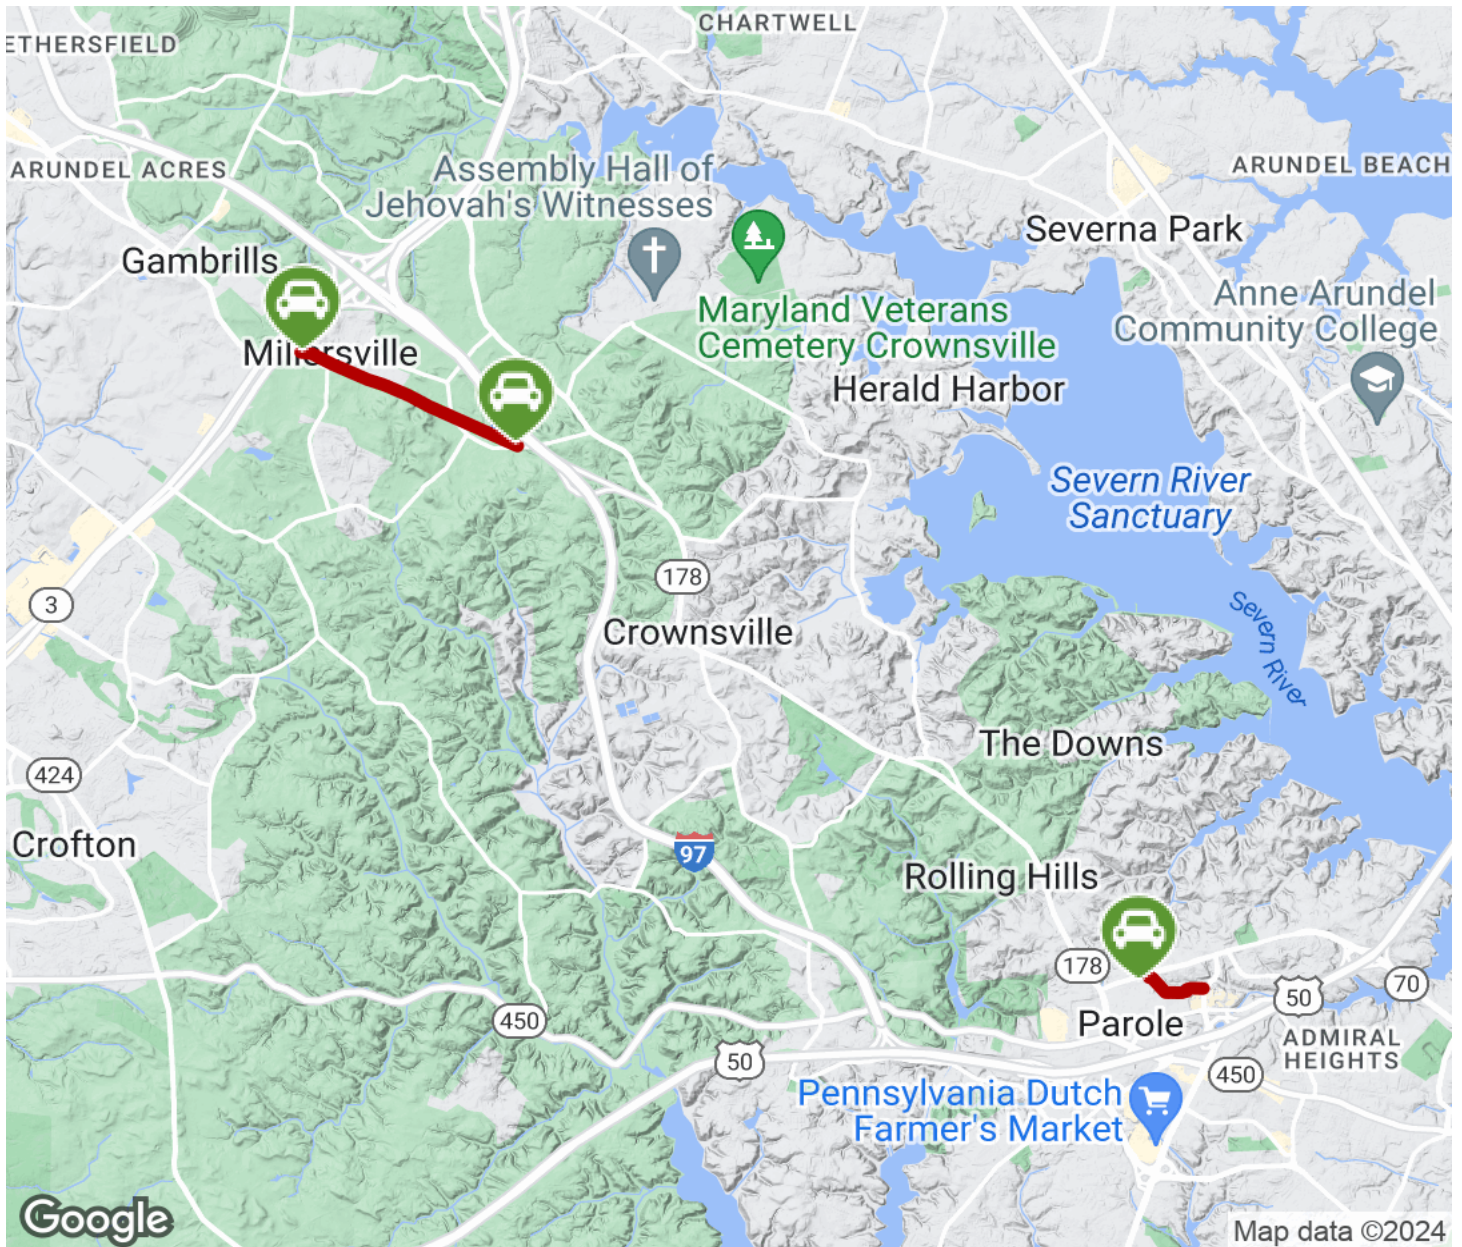 CHARTWELL
ETHERSFIELD
ARUNDEL ACRES
Assembly Hall of
Jehovah's Witnesses
ARUNDEL BEACH
Severna Park
Gambrills
Maryland Veterans
Cemetery Crownsville
Anne Arundel
Community College
Millersville
Herald Harbor
Severn River
Sanctuary
178
3
Crownsville
Severn River
The Downs
424
Crofton
97
Rolling Hills
178
70
50
450
Parole
ADMIRAL
HEIGHTS
50
450
Pennsylvania Dutch
Farmer's Market
Google
Map data ©2024